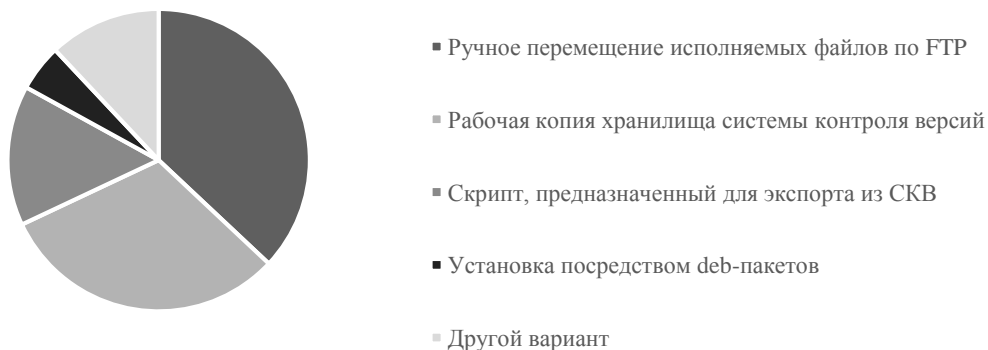 Ручное перемещение исполняемых файлов по FTP
Рабочая копия хранилища системы контроля версий
Скрипт, предназначенный для экспорта из СКВ
Установка посредством deb-пакетов
Другой вариант